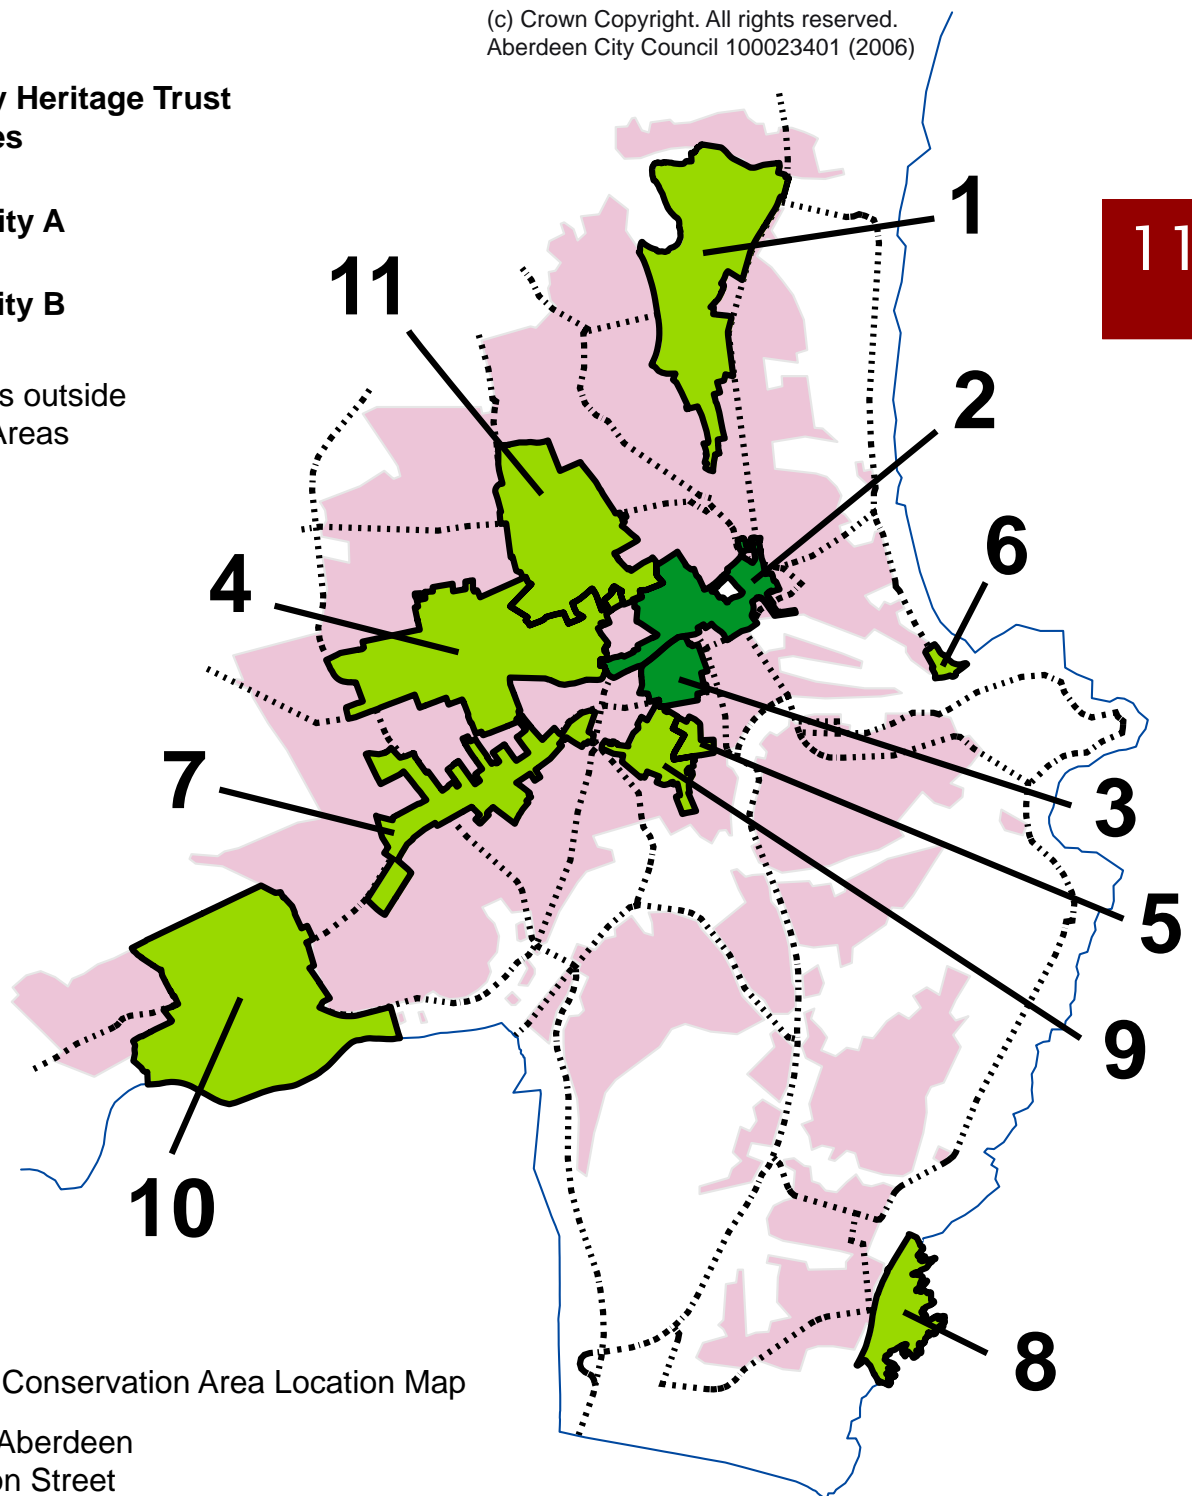 (c) Crown Copyright. All rights reserved.
Aberdeen City Council 100023401 (2006)
y Heritage Trust
es
ity A
ity B
s outside
Areas
1
11
11
2
6
4
7
3
5
9
10
8
Conservation Area Location Map
Aberdeen
on Street